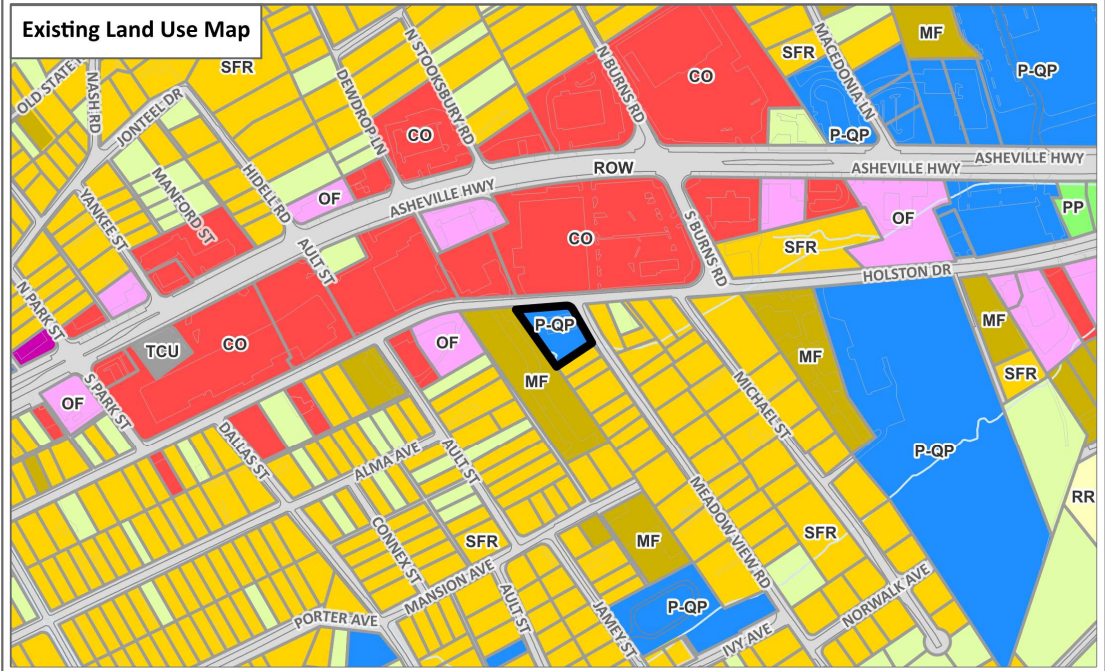 Existing Land Use Map
SFR
OLD STATE
NASH RD
JONTEEL DR
DEWDROP LN
N STOOKSBURY RD
N BURNS RD
CO
SFR
MACEDONIA LN
MF
P-QP
CO
P-QP
YANKEE ST
MANFORD ST
HIDELL RD
OF
ASHEVILLE HWY
ROW
ASHEVILLE HWY
ASHEVILLE HWY
AULT ST
CO
S BURNS RD
SFR
OF
PP
HOLSTON DR
N PARK ST
TCU
CO
OF
P-QP
MF
MF
MF
SFR
OF
S PARK ST
DALLAS ST
ALMA AVE
AULT ST
MICHAEL ST
P-QP
RR
CONNEX ST
SFR
MF
MEADOW VIEW RD
SFR
MANSION AVE
PORTER AVE
AULT ST
JAMEY ST
P-QP
IVY AVE
NORWALK AVE